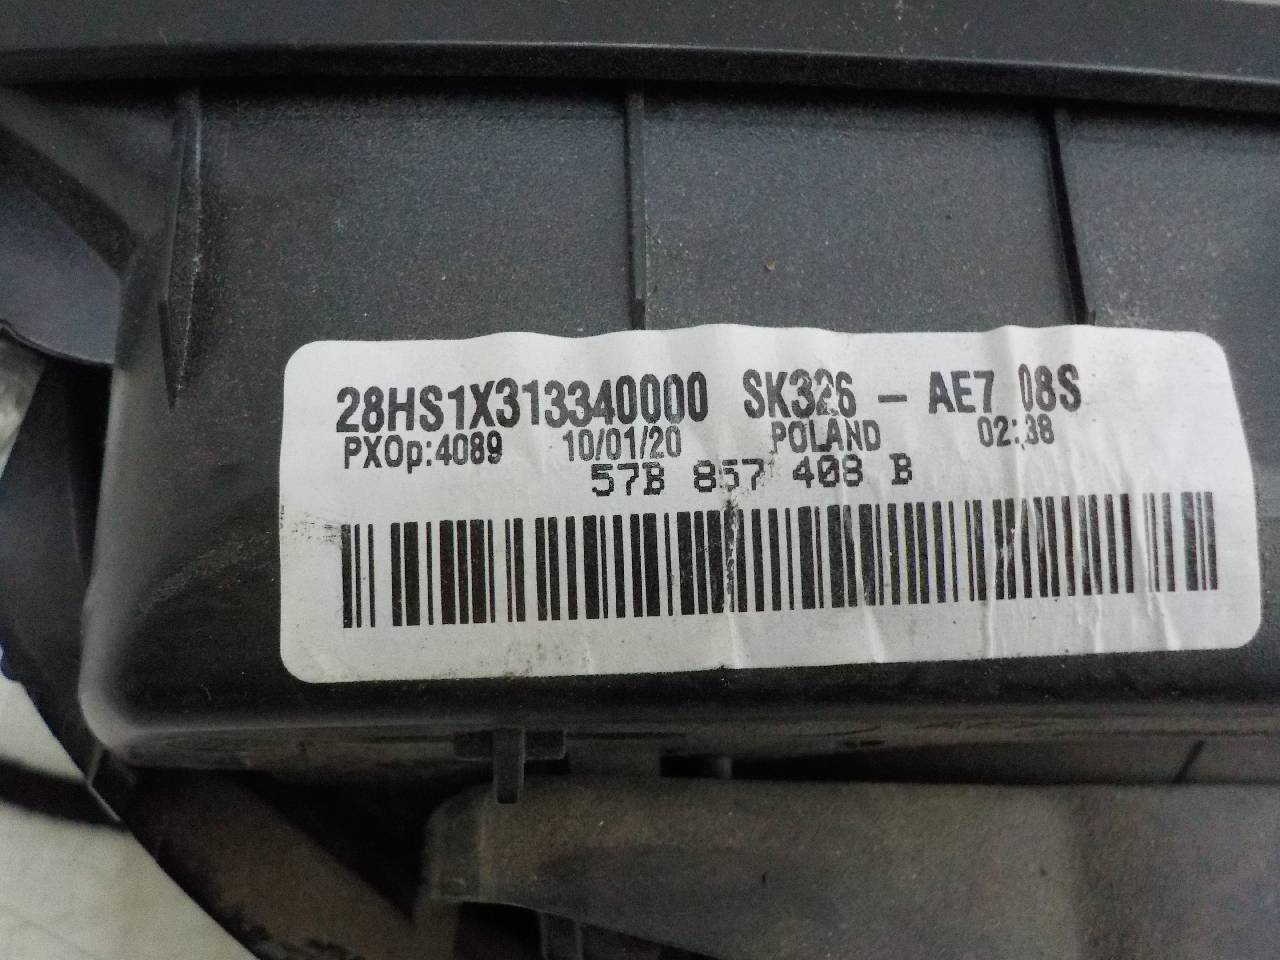 28HS1X313340000 SK326 - AE7 08S
PXOp:4089 10/01/20 POLAND 02:38
57B 857 408 B